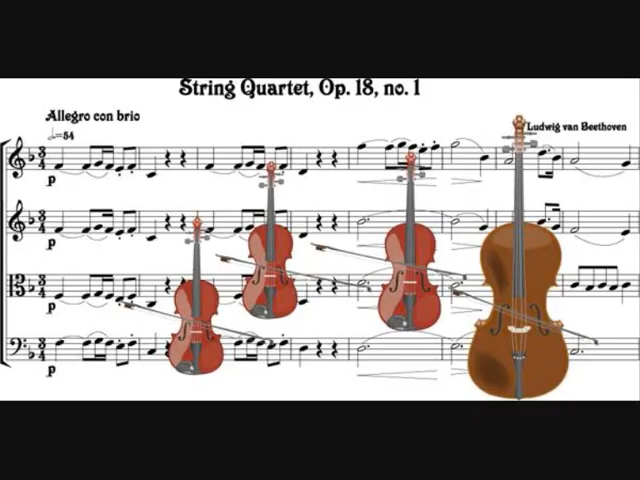 String Quartet, Op. 18, no. 1
Allegro con brio
=54
Ludwig van Beethoven
p
p
p
p